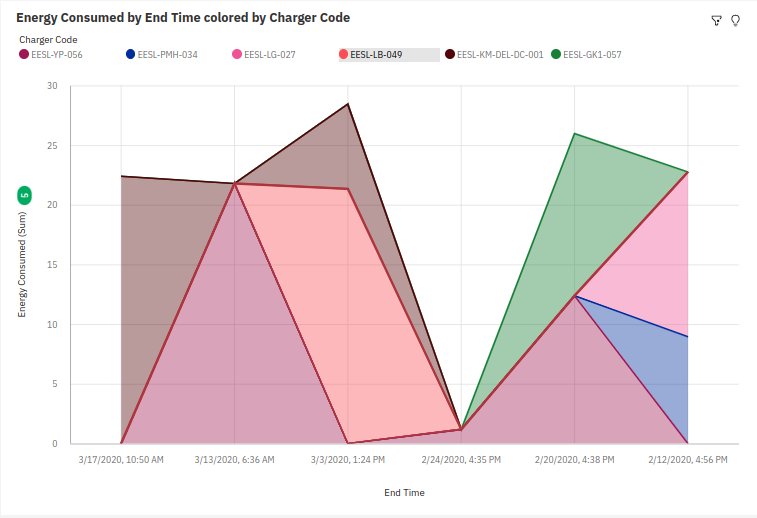 Energy Consumed by End Time colored by Charger Code
Charger Code
EESL-YP-056 EESL-PMH-034 EESL-LG-027 EESL-LB-049 EESL-KM-DEL-DC-001 EESL-GK1-057
30
25
20
15
10
5
0
Energy Consumed (Sum) 5
3/17/2020, 10:50 AM 3/13/2020, 6:36 AM 3/3/2020, 1:24 PM 2/24/2020, 4:35 PM 2/20/2020, 4:38 PM 2/12/2020, 4:56 PM
End Time